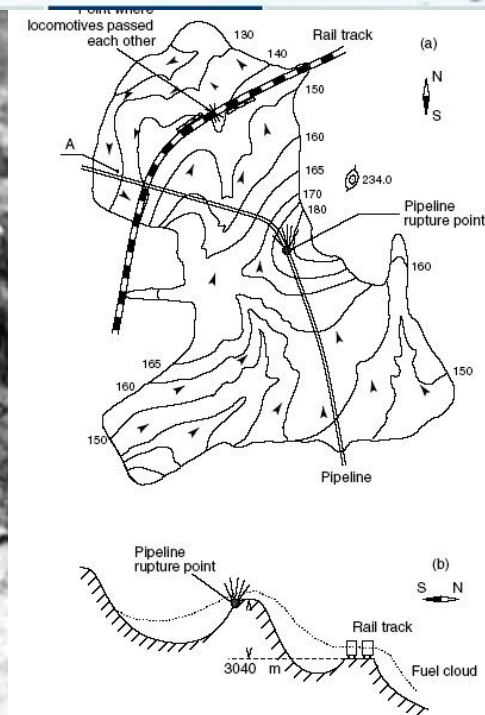 Point where
locomotives passed
each other
130
140
Rail track
(a)
150
N
S
160
A
165
170
180
234.0
Pipeline
rupture point
160
165
160
150
150
Pipeline
Pipeline
rupture point
(b)
S N
h
Rail track
3040 m
Fuel cloud